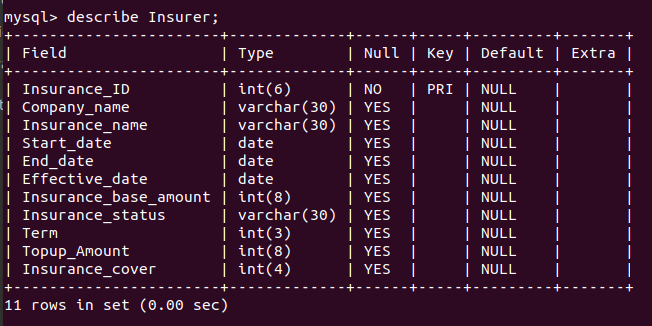 mysql> describe Insurer;
+-----------------------+-------------+------+-----+---------+-------+
| Field                 | Type        | Null | Key | Default | Extra |
+-----------------------+-------------+------+-----+---------+-------+
| Insurance_ID          | int(6)      | NO   | PRI | NULL    |       |
| Company_name          | varchar(30) | YES  |     | NULL    |       |
| Insurance_name        | varchar(30) | YES  |     | NULL    |       |
| Start_date            | date        | YES  |     | NULL    |       |
| End_date              | date        | YES  |     | NULL    |       |
| Effective_date        | date        | YES  |     | NULL    |       |
| Insurance_base_amount | int(8)      | YES  |     | NULL    |       |
| Insurance_status      | varchar(30) | YES  |     | NULL    |       |
| Term                  | int(3)      | YES  |     | NULL    |       |
| Topup_Amount          | int(8)      | YES  |     | NULL    |       |
| Insurance_cover       | int(4)      | YES  |     | NULL    |       |
+-----------------------+-------------+------+-----+---------+-------+
11 rows in set (0.00 sec)